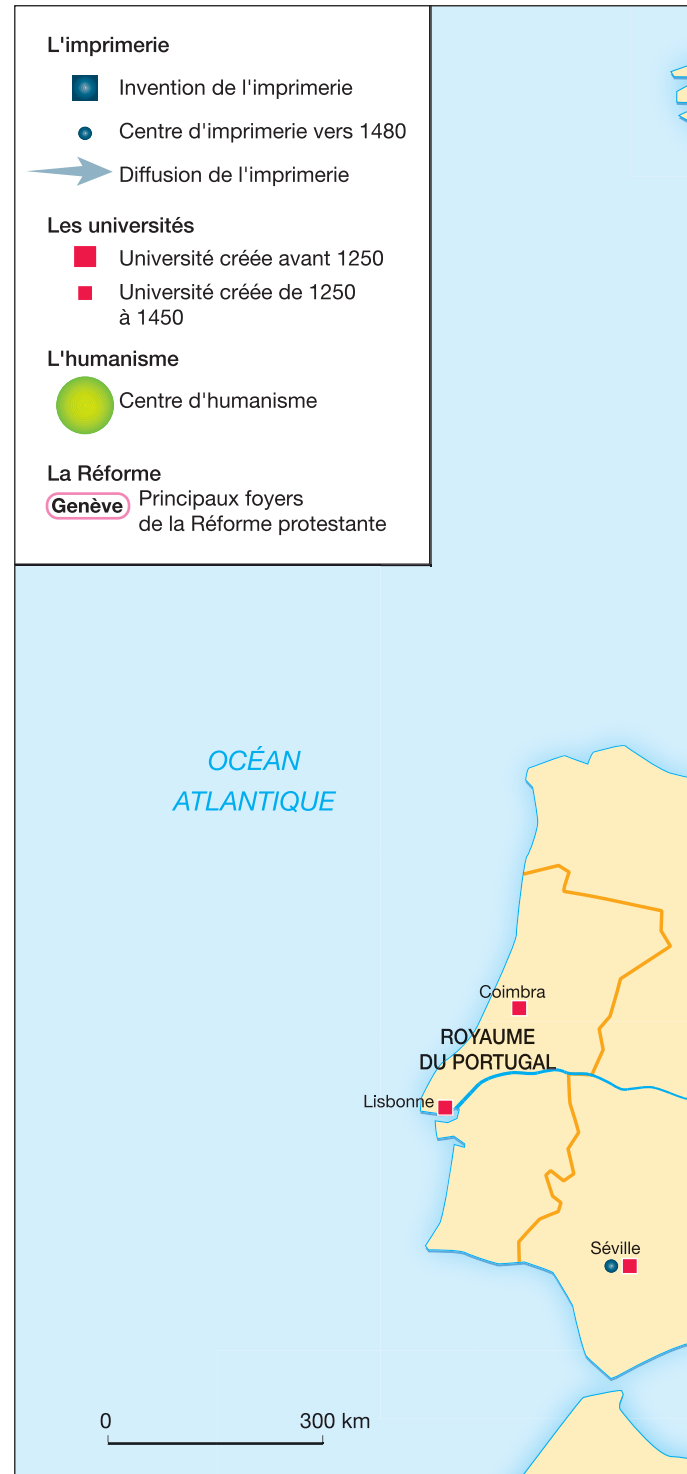 L'imprimerie
Invention de l'imprimerie
Centre d'imprimerie vers 1480
Diffusion de l'imprimerie
Les universités
Université créée avant 1250
Université créée de 1250
à 1450
L'humanisme
Centre d'humanisme
La Réforme
Genève
Principaux foyers
de la Réforme protestante
OCÉAN
ATLANTIQUE
Coimbra
ROYAUME
DU PORTUGAL
Lisbonne
Séville
0 300 km